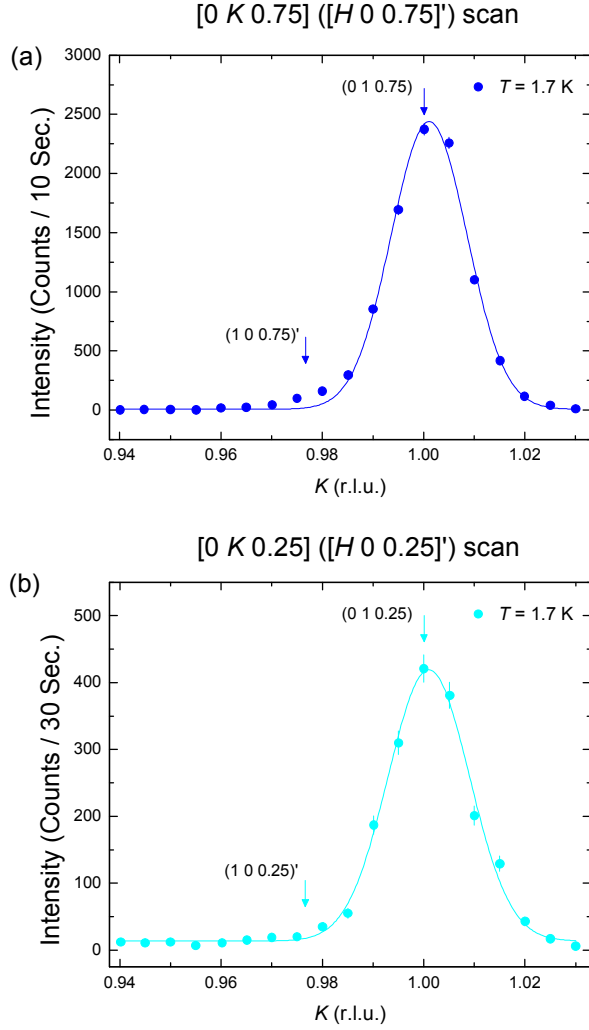 [0 K 0.75] ([H 0 0.75]') scan
(a)
(0 1 0.75)
T = 1.7 K
(1 0 0.75)'
Intensity (Counts / 10 Sec.)
3000
2500
2000
1500
1000
500
0
0.94
0.96
0.98
1.00
1.02
K (r.l.u.)
[0 K 0.25] ([H 0 0.25]') scan
(b)
(0 1 0.25)
T = 1.7 K
(1 0 0.25)'
Intensity (Counts / 30 Sec.)
500
400
300
200
100
0
0.94
0.96
0.98
1.00
1.02
K (r.l.u.)